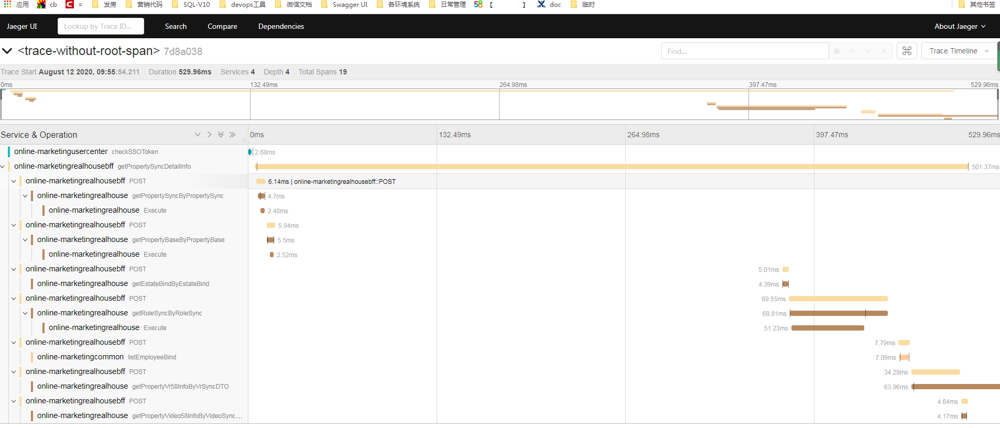 应用 cb = 发房 营销代码 SQL-V10 devops工具 微信文档 Swagger UI 各环境系统 日常管理 58 【 】 doc 临时 其他书签
Jaeger UI Lookup by Trace ID... Search Compare Dependencies About Jaeger
<trace-without-root-span> 7d8a038 Find... Trace Timeline
Trace Start August 12 2020, 09:55:54.211 Duration 529.96ms Services 4 Depth 4 Total Spans 19
0ms 132.49ms 264.98ms 397.47ms 529.96ms
Service & Operation 0ms 132.49ms 264.98ms 397.47ms 529.96ms
online-marketingusercenter checkSSOToken 2.68ms
online-marketingrealhousebff getPropertySyncDetailInfo 501.37ms
online-marketingrealhousebff POST 6.14ms | online-marketingrealhousebff::POST
online-marketingrealhouse getPropertySyncByPropertySync 4.7ms
online-marketingrealhouse Execute 2.48ms
online-marketingrealhousebff POST 5.94ms
online-marketingrealhouse getPropertyBaseByPropertyBase 5.5ms
online-marketingrealhouse Execute 2.52ms
online-marketingrealhousebff POST 5.01ms
online-marketingrealhouse getEstateBindByEstateBind 4.39ms
online-marketingrealhousebff POST 69.55ms
online-marketingrealhouse getRoleSyncByRoleSync 68.81ms
online-marketingrealhouse Execute 51.23ms
online-marketingrealhousebff POST 7.79ms
online-marketingcommon listEmployeeBind 7.09ms
online-marketingrealhousebff POST 34.29ms
online-marketingrealhouse getPropertyVr58InfoByVrSyncDTO 63.96ms
online-marketingrealhousebff POST 4.64ms
online-marketingrealhouse getPropertyVideo58InfoByVideoSync... 4.17ms